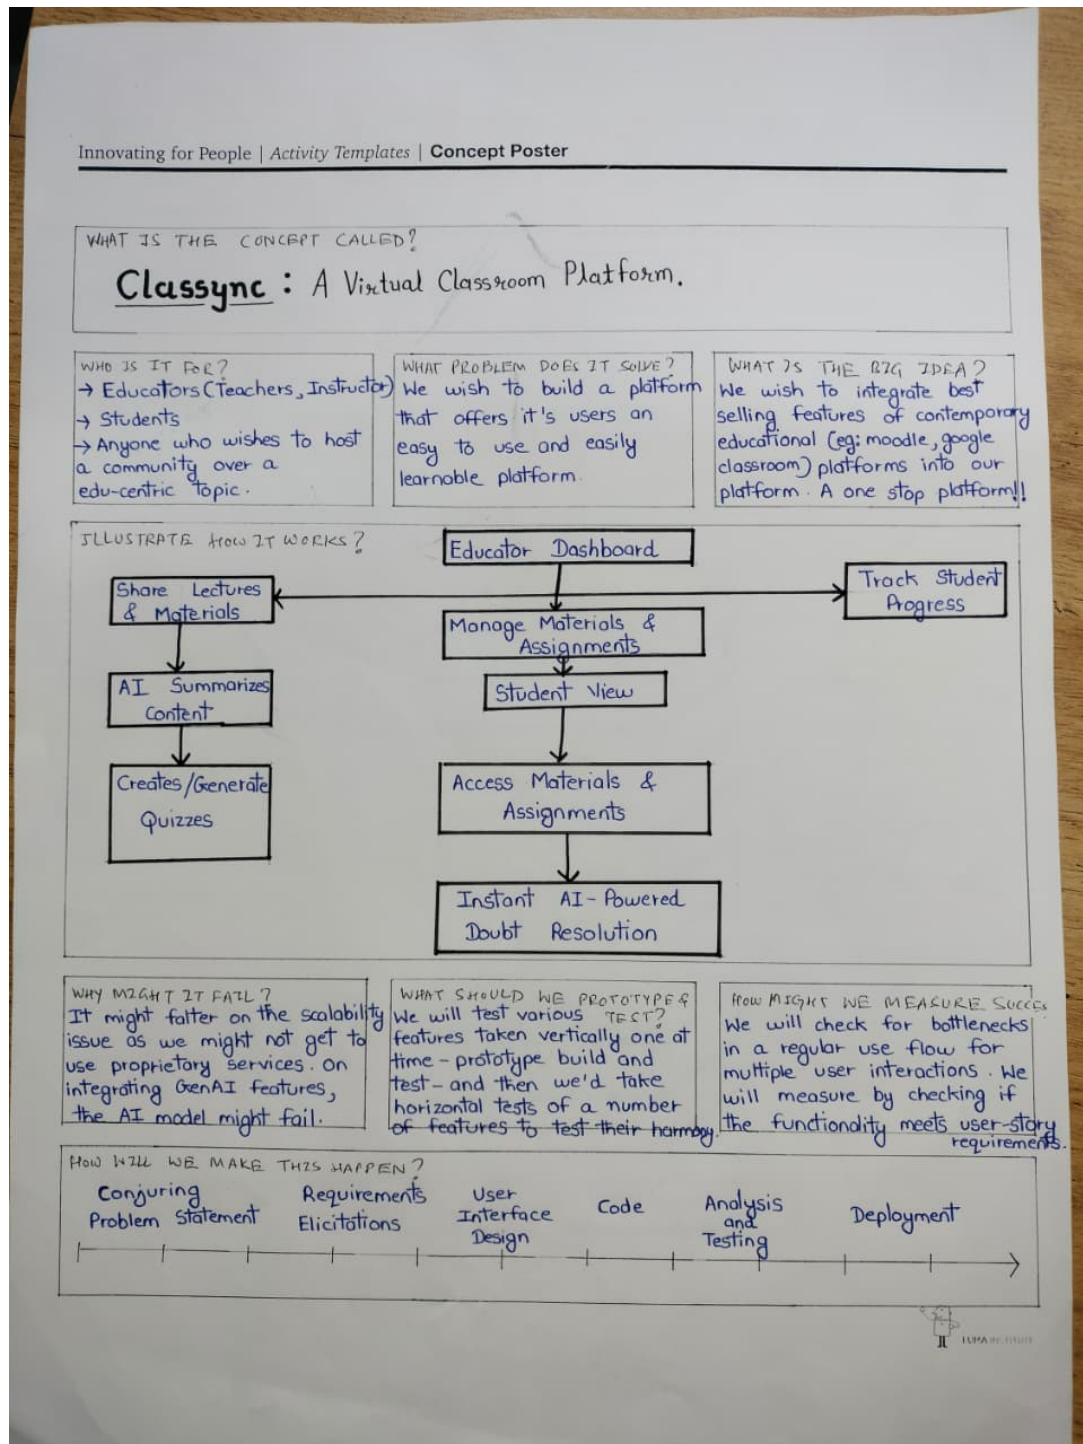 Innovating for People | Activity Templates | Concept Poster
WHAT IS THE CONCEPT CALLED?
Classync : A Virtual Classroom Platform.
WHO IS IT FOR?
→ Educators (Teachers, Instructor)
→ Students
→ Anyone who wishes to host
a community over a
edu-centric topic.
WHAT PROBLEM DOES IT SOLVE?
We wish to build a platform
that offers it's users an
easy to use and easily
learnable platform.
WHAT IS THE BIG IDEA?
We wish to integrate best
selling features of contemporary
educational (eg: moodle, google
classroom) platforms into our
platform. A one stop platform!!
ILLUSTRATE HOW IT WORKS?
Educator Dashboard
Share Lectures
& Materials
Track Student
Progress
Manage Materials &
Assignments
AI Summarizes
Content
Student View
Creates/Generate
Quizzes
Access Materials &
Assignments
Instant AI-Powered
Doubt Resolution
WHY MIGHT IT FAIL?
It might falter on the scalability
issue as we might not get to
use proprietary services. On
integrating GenAI features,
the AI model might fail.
WHAT SHOULD WE PROTOTYPE &
TEST?
We will test various
features taken vertically one at
time - prototype build and
test - and then we'd take
horizontal tests of a number
of features to test their harmony.
HOW MIGHT WE MEASURE SUCCES
We will check for bottlenecks
in a regular use flow for
multiple user interactions. We
will measure by checking if
the functionality meets user-story
requirements.
HOW WILL WE MAKE THIS HAPPEN?
Conjuring
Problem Statement
Requirements
Elicitations
User
Interface
Design
Code
Analysis
and
Testing
Deployment
LUMA INSTITUTE